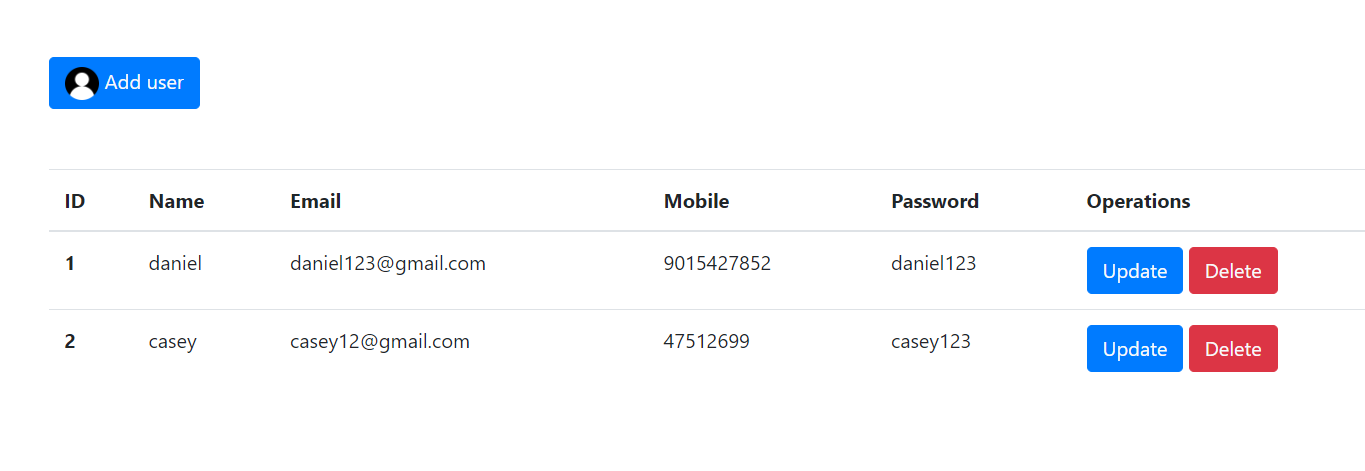 Add user
ID Name Email Mobile Password Operations
1 daniel daniel123@gmail.com 9015427852 daniel123 Update Delete
2 casey casey12@gmail.com 47512699 casey123 Update Delete